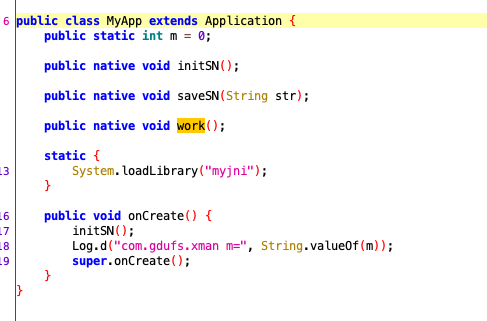 6 public class MyApp extends Application {
    public static int m = 0;
    public native void initSN();
    public native void saveSN(String str);
    public native void work();
    static {
13         System.loadLibrary("myjni");
    }
16     public void onCreate() {
17         initSN();
18         Log.d("com.gdufs.xman m=", String.valueOf(m));
19         super.onCreate();
    }
}